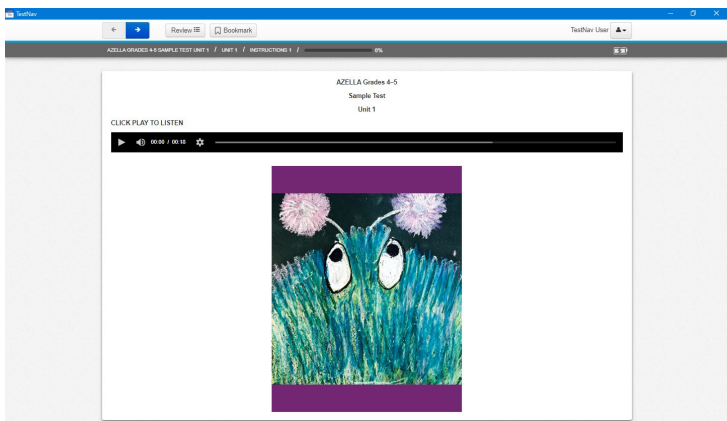 TestNav
Review
Bookmark
TestNav User
AZELLA GRADES 4-5 SAMPLE TEST UNIT 1 / UNIT 1 / INSTRUCTIONS 1 / 0%
AZELLA Grades 4–5
Sample Test
Unit 1
CLICK PLAY TO LISTEN
00:00 / 00:18